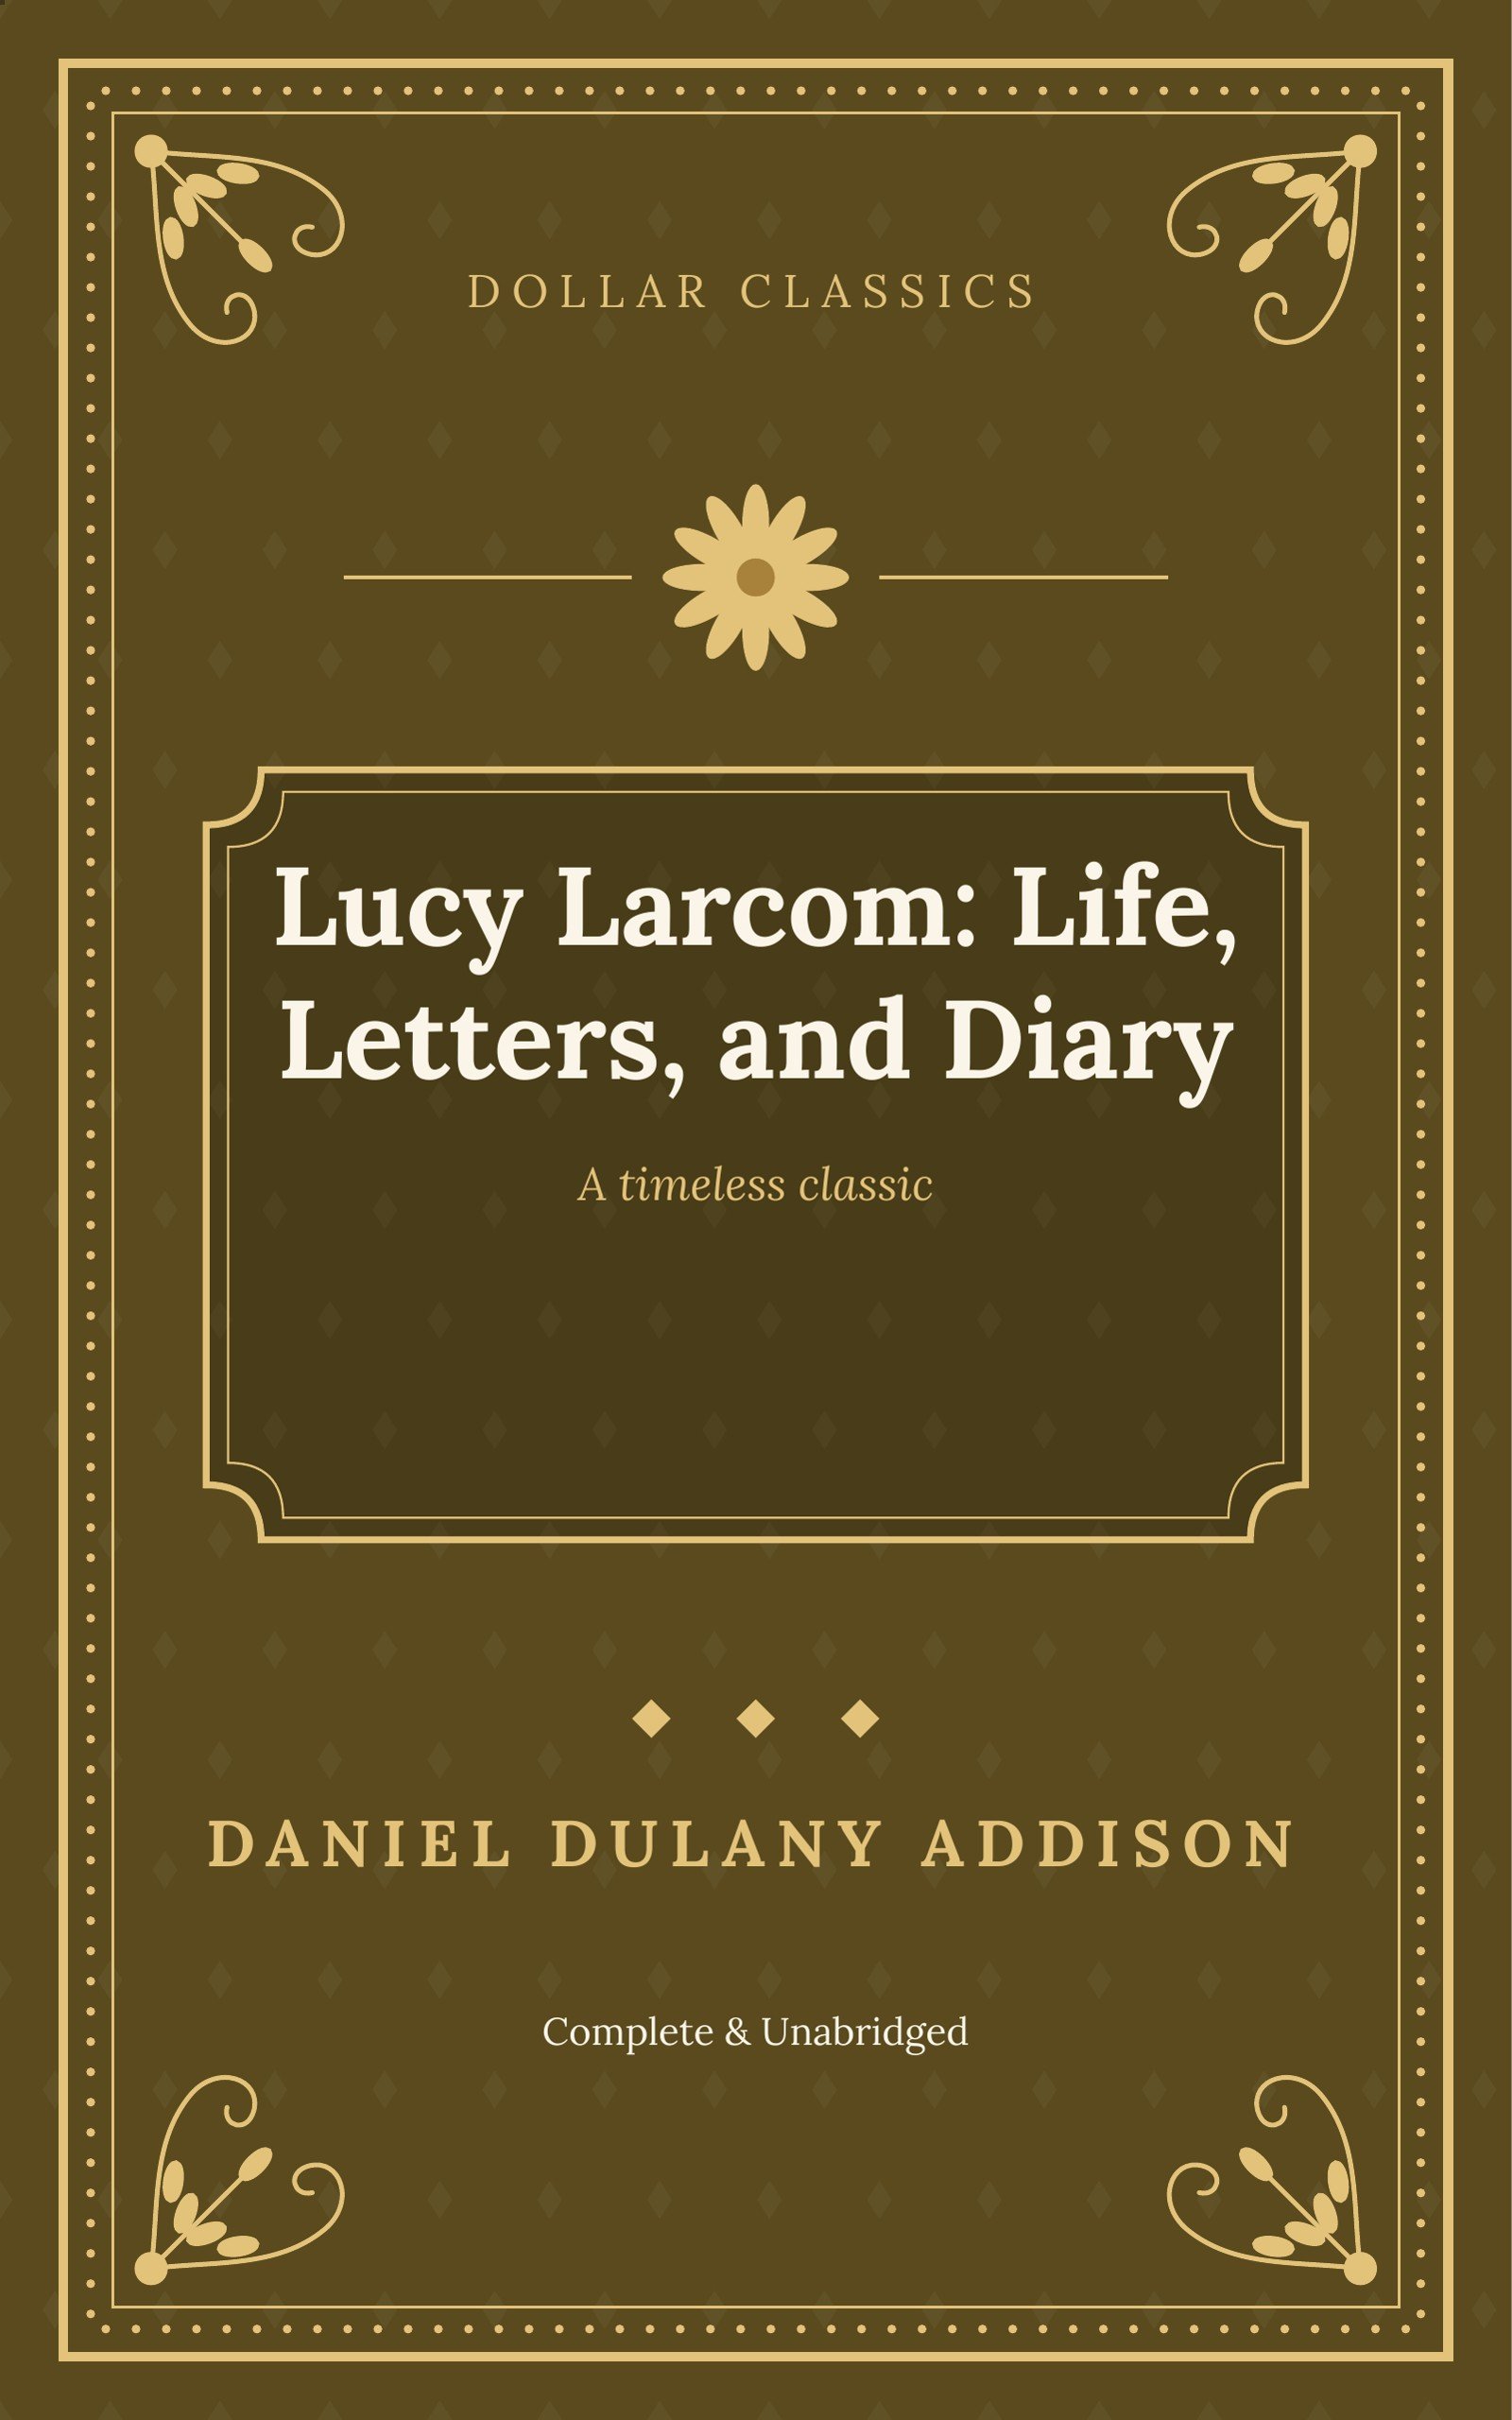 DOLLAR CLASSICS
Lucy Larcom: Life,
Letters, and Diary
A timeless classic
DANIEL DULANY ADDISON
Complete & Unabridged